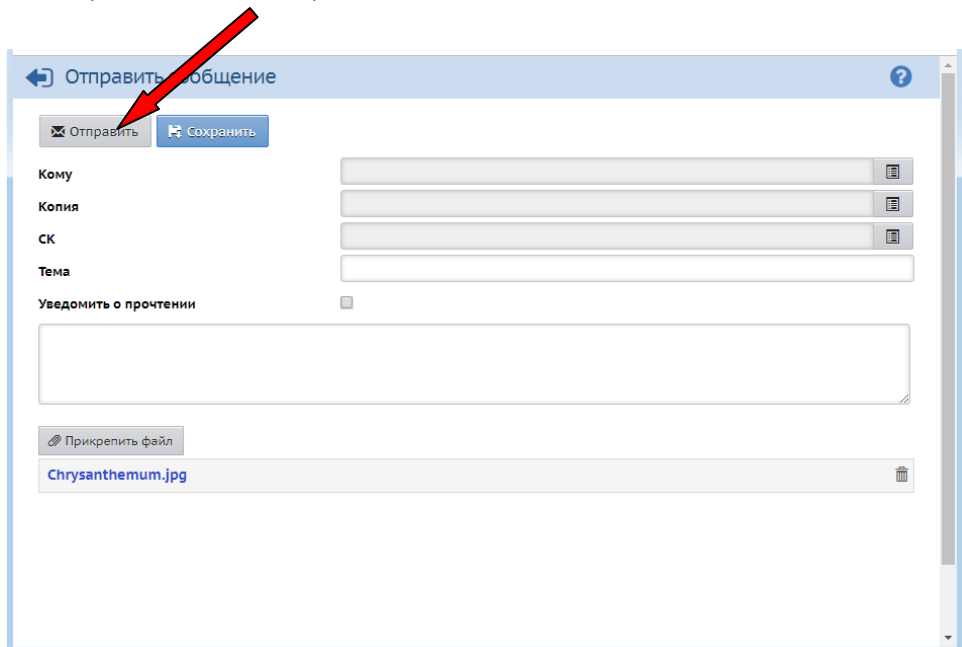 Отправить сообщение
Отправить Сохранить
Кому
Копия
СК
Тема
Уведомить о прочтении
Прикрепить файл
Chrysanthemum.jpg